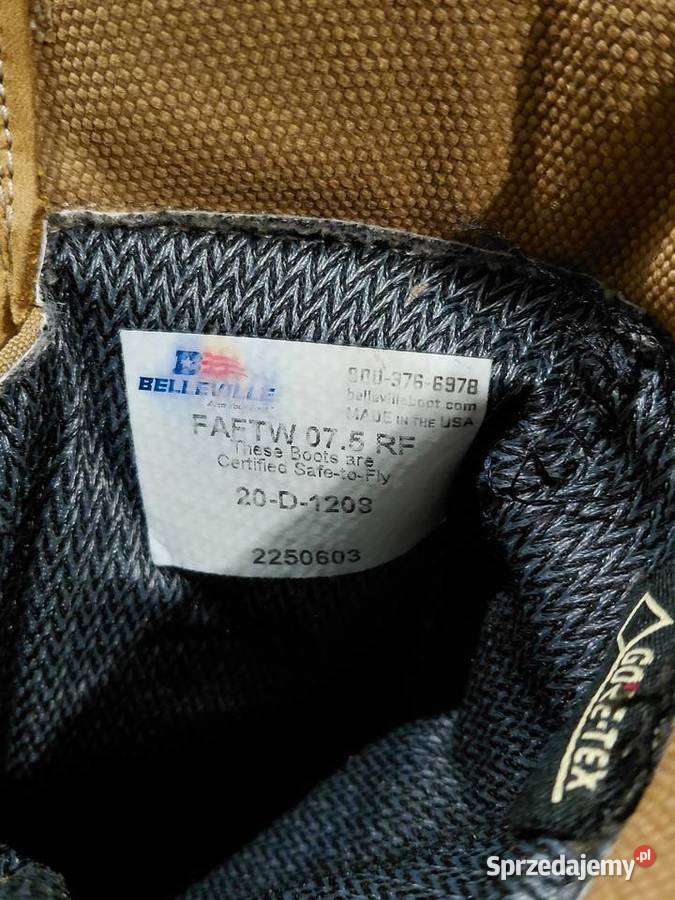 BELLEVILLE
800-376-6978
bellevilleboot.com
MADE IN THE USA
FAFTW 07.5 RF
These Boots are
Certified Safe-to-Fly
20-D-1208
2250603
GORE-TEX
Sprzedajemy.pl